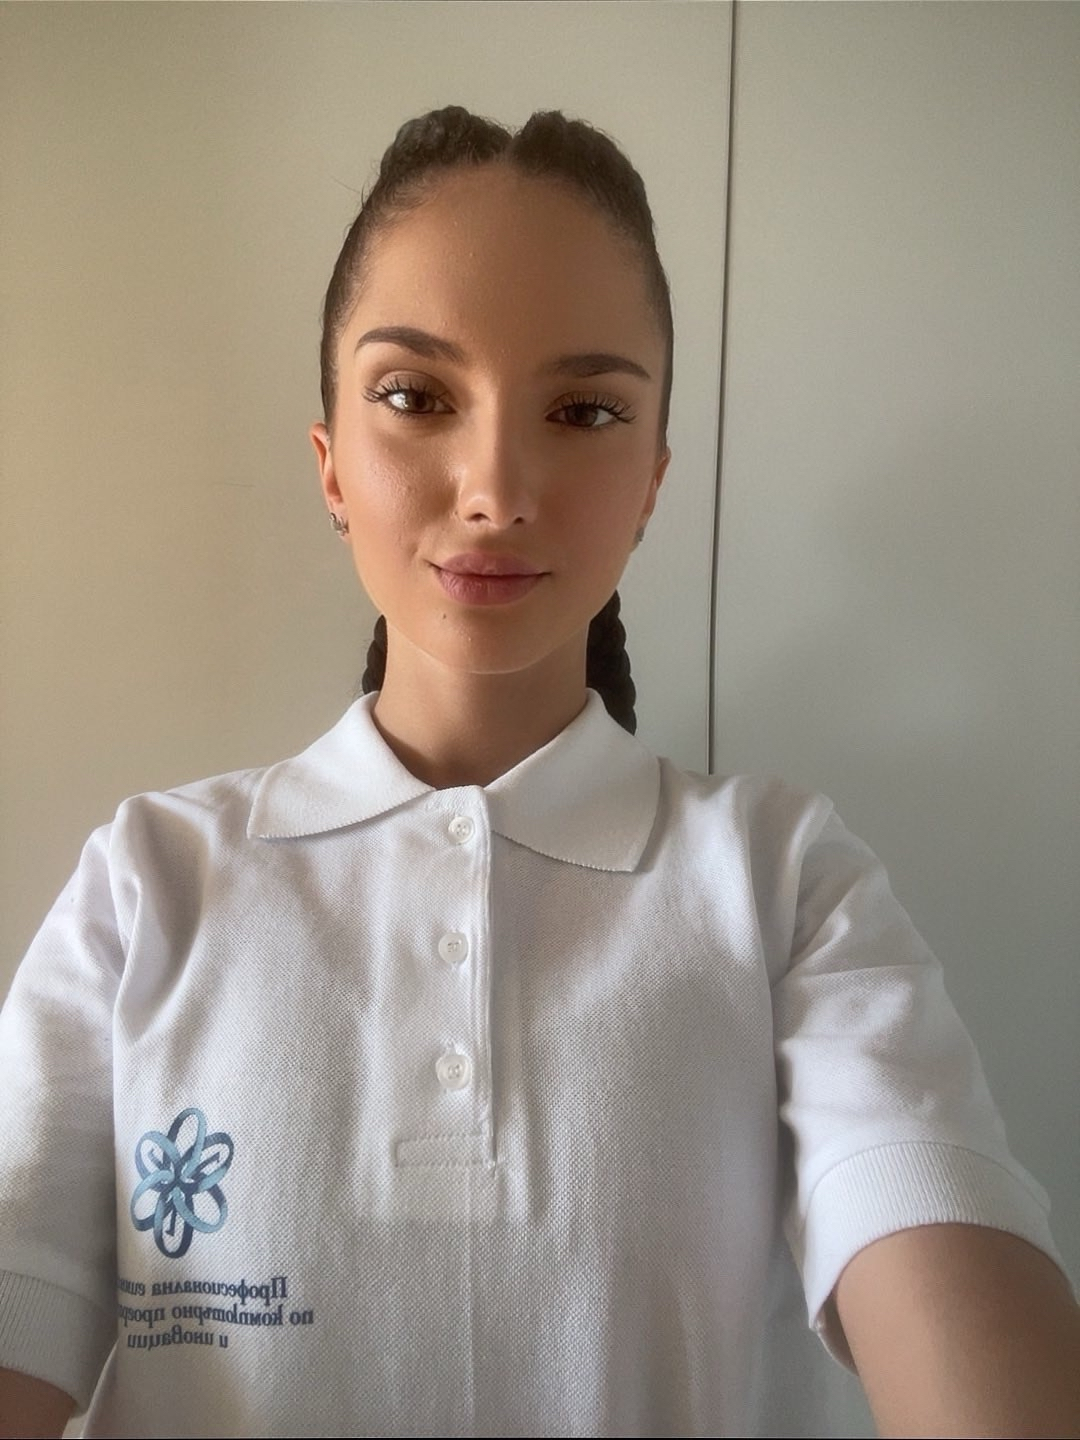 Професионална
по компютърно
и иновации